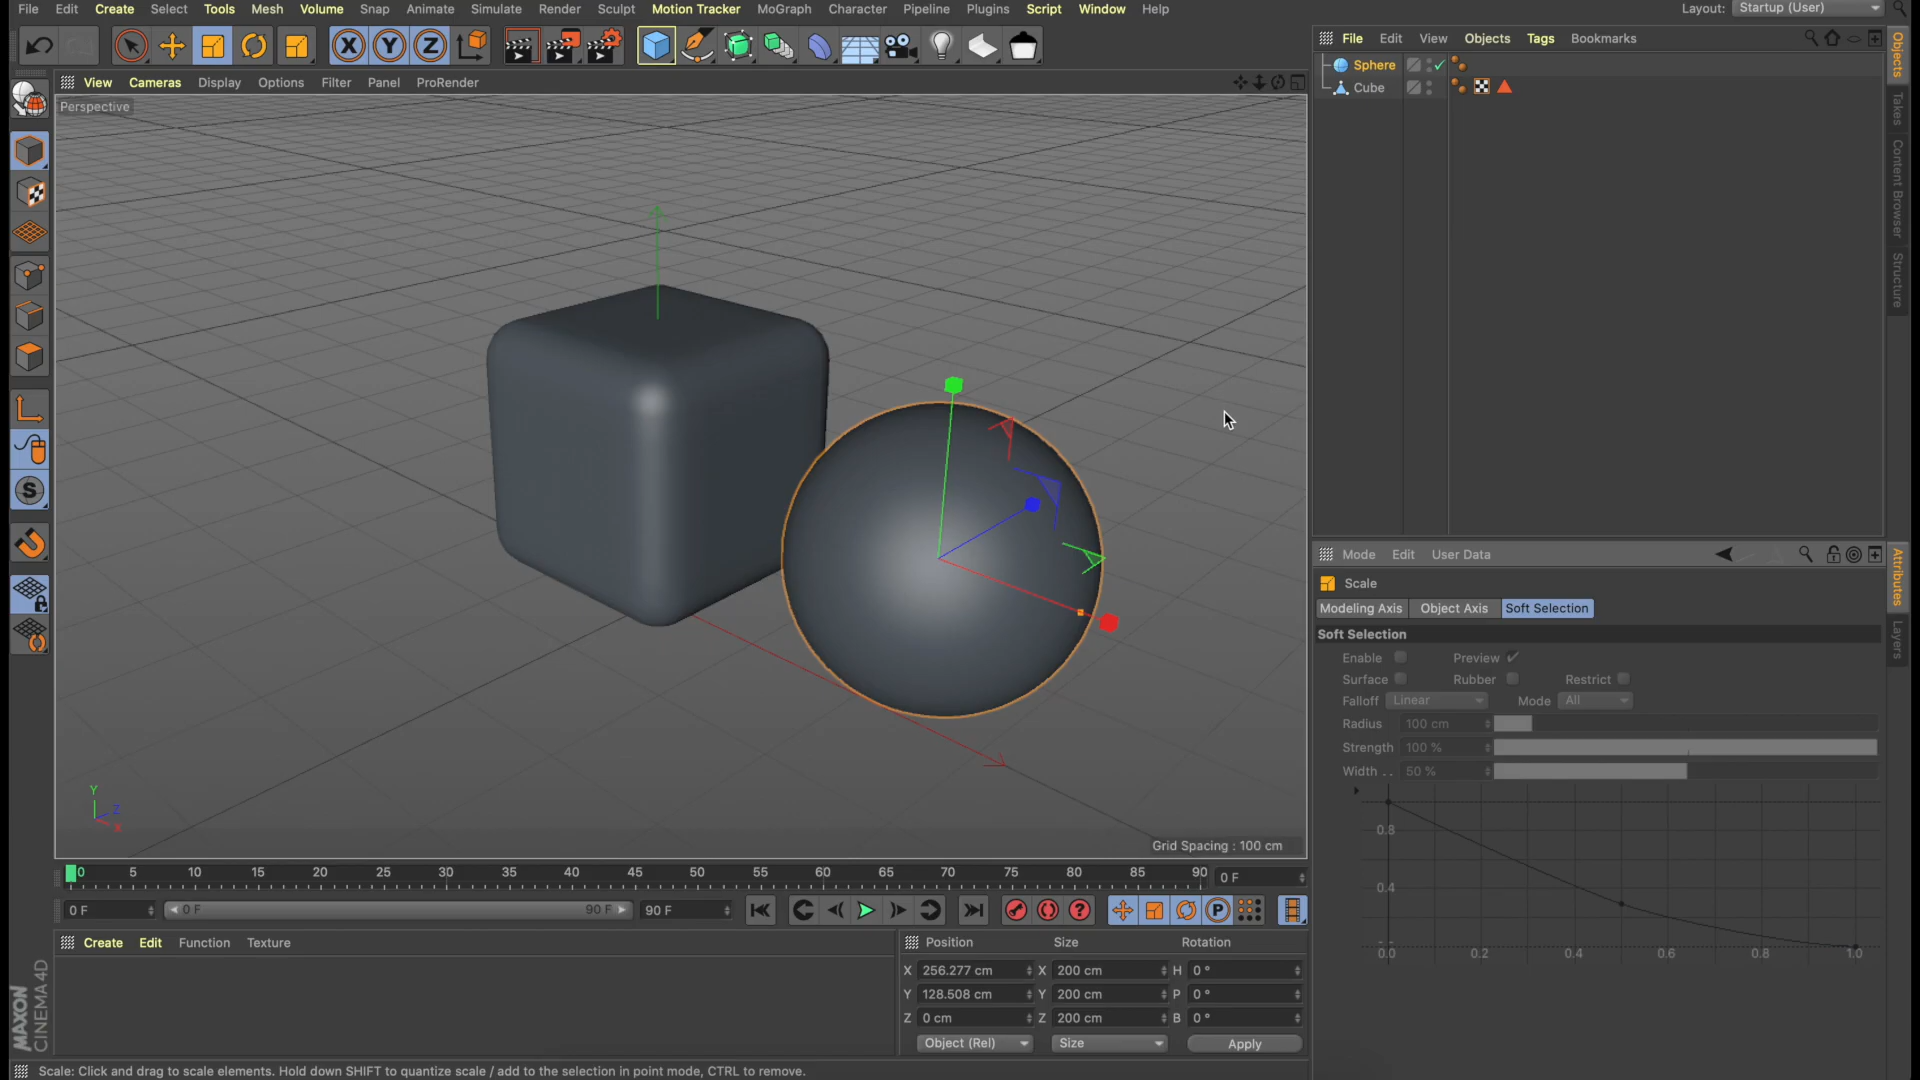 File Edit Create Select Tools Mesh Volume Snap Animate Simulate Render Sculpt Motion Tracker MoGraph Character Pipeline Plugins Script Window Help Layout: Startup (User)
X Y Z
File Edit View Objects Tags Bookmarks
Objects
Takes
Content Browser
Structure
Sphere
Cube
View Cameras Display Options Filter Panel ProRender
Perspective
S
Y
Z
X
Grid Spacing : 100 cm
Mode Edit User Data
Attributes
Layers
Scale
Modeling Axis Object Axis Soft Selection
Soft Selection
Enable Preview
Surface Rubber Restrict
Falloff Linear Mode All
Radius 100 cm
Strength 100 %
Width . . 50 %
0.8
0.4
0.0 0.2 0.4 0.6 0.8 1.0
0 5 10 15 20 25 30 35 40 45 50 55 60 65 70 75 80 85 90 0 F
0 F 0 F 90 F 90 F ? P
Create Edit Function Texture
Position Size Rotation
X 256.277 cm X 200 cm H 0 °
Y 128.508 cm Y 200 cm P 0 °
Z 0 cm Z 200 cm B 0 °
Object (Rel) Size Apply
MAXON
CINEMA 4D
Scale: Click and drag to scale elements. Hold down SHIFT to quantize scale / add to the selection in point mode, CTRL to remove.